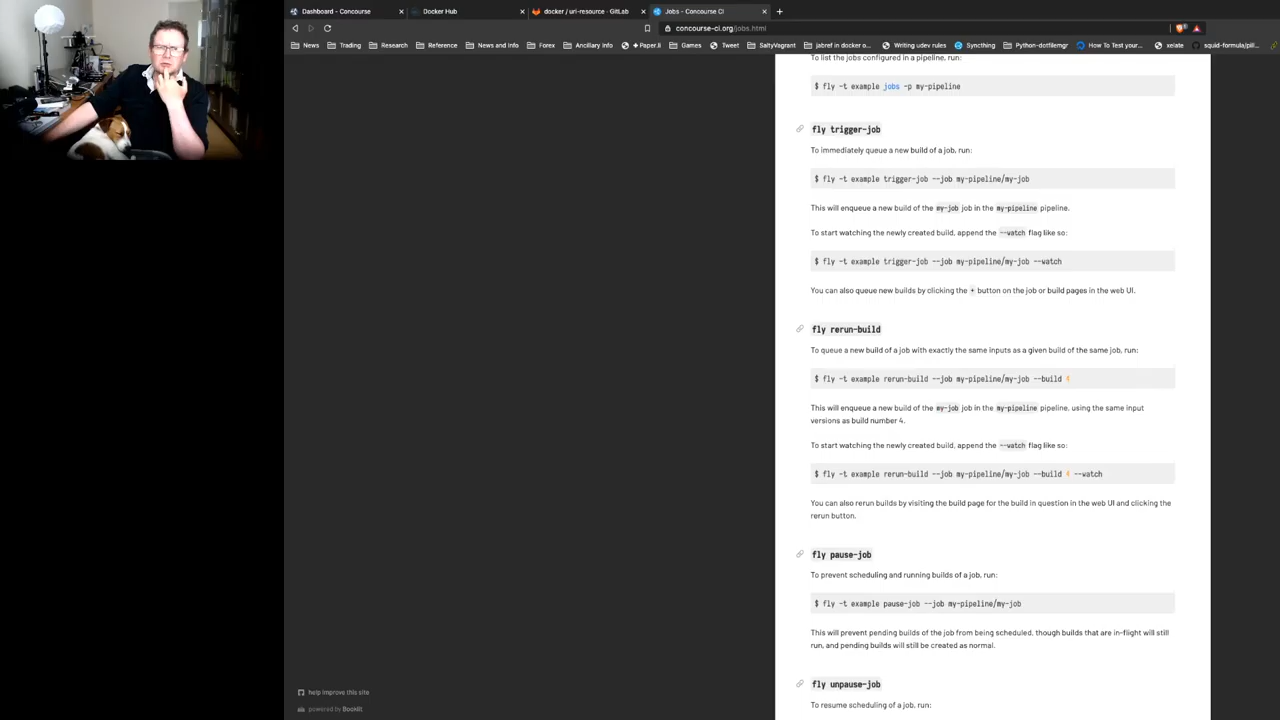 Dashboard - Concourse
Docker Hub
docker / uri-resource · GitLab
Jobs - Concourse CI
concourse-ci.org/jobs.html
News
Trading
Research
Reference
News and Info
Forex
Ancillary Info
Paper.li
Games
Tweet
SaltyVagrant
jabref in docker o...
Writing udev rules
Syncthing
Python-dotfilemgr
How To Test your...
xelate
squid-formula/pill...
To list the jobs configured in a pipeline, run:
$ fly -t example jobs -p my-pipeline
fly trigger-job
To immediately queue a new build of a job, run:
$ fly -t example trigger-job --job my-pipeline/my-job
This will enqueue a new build of the my-job job in the my-pipeline pipeline.
To start watching the newly created build, append the --watch flag like so:
$ fly -t example trigger-job --job my-pipeline/my-job --watch
You can also queue new builds by clicking the + button on the job or build pages in the web UI.
fly rerun-build
To queue a new build of a job with exactly the same inputs as a given build of the same job, run:
$ fly -t example rerun-build --job my-pipeline/my-job --build 4
This will enqueue a new build of the my-job job in the my-pipeline pipeline, using the same input
versions as build number 4.
To start watching the newly created build, append the --watch flag like so:
$ fly -t example rerun-build --job my-pipeline/my-job --build 4 --watch
You can also rerun builds by visiting the build page for the build in question in the web UI and clicking the
rerun button.
fly pause-job
To prevent scheduling and running builds of a job, run:
$ fly -t example pause-job --job my-pipeline/my-job
This will prevent pending builds of the job from being scheduled, though builds that are in-flight will still
run, and pending builds will still be created as normal.
fly unpause-job
To resume scheduling of a job, run:
help improve this site
powered by Booklit